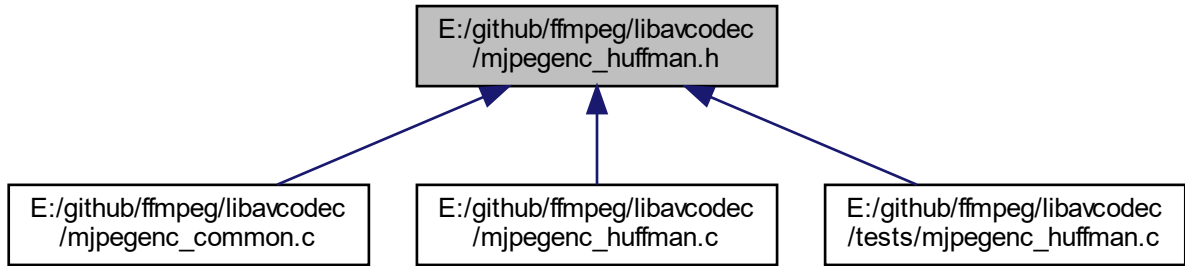 E:/github/ffmpeg/libavcodec
/mjpegenc_huffman.h
E:/github/ffmpeg/libavcodec
/mjpegenc_common.c
E:/github/ffmpeg/libavcodec
/mjpegenc_huffman.c
E:/github/ffmpeg/libavcodec
/tests/mjpegenc_huffman.c